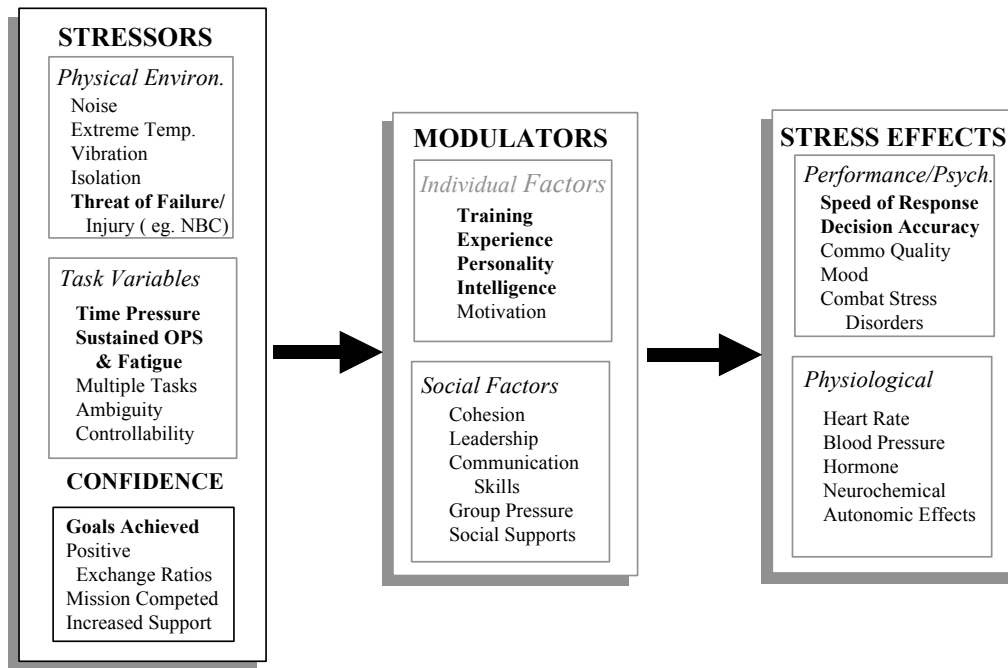 STRESSORS
Physical Environ.
Noise
Extreme Temp.
Vibration
Isolation
Threat of Failure/
Injury ( eg. NBC)
Task Variables
Time Pressure
Sustained OPS
& Fatigue
Multiple Tasks
Ambiguity
Controllability
CONFIDENCE
Goals Achieved
Positive
Exchange Ratios
Mission Competed
Increased Support
MODULATORS
Individual Factors
Training
Experience
Personality
Intelligence
Motivation
Social Factors
Cohesion
Leadership
Communication
Skills
Group Pressure
Social Supports
STRESS EFFECTS
Performance/Psych.
Speed of Response
Decision Accuracy
Commo Quality
Mood
Combat Stress
Disorders
Physiological
Heart Rate
Blood Pressure
Hormone
Neurochemical
Autonomic Effects